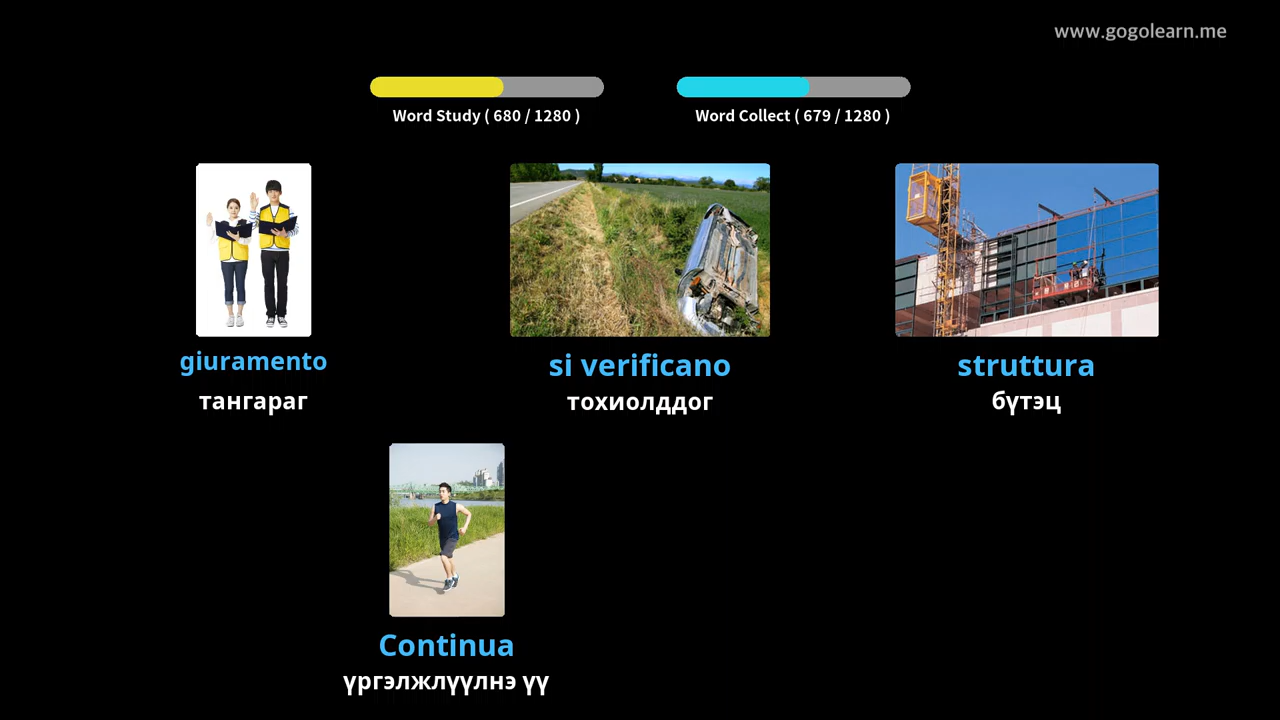 www.gogolearn.me
Word Study ( 680 / 1280 )
Word Collect ( 679 / 1280 )
giuramento
тангараг
si verificano
тохиолддог
struttura
бүтэц
Continua
үргэлжлүүлнэ үү